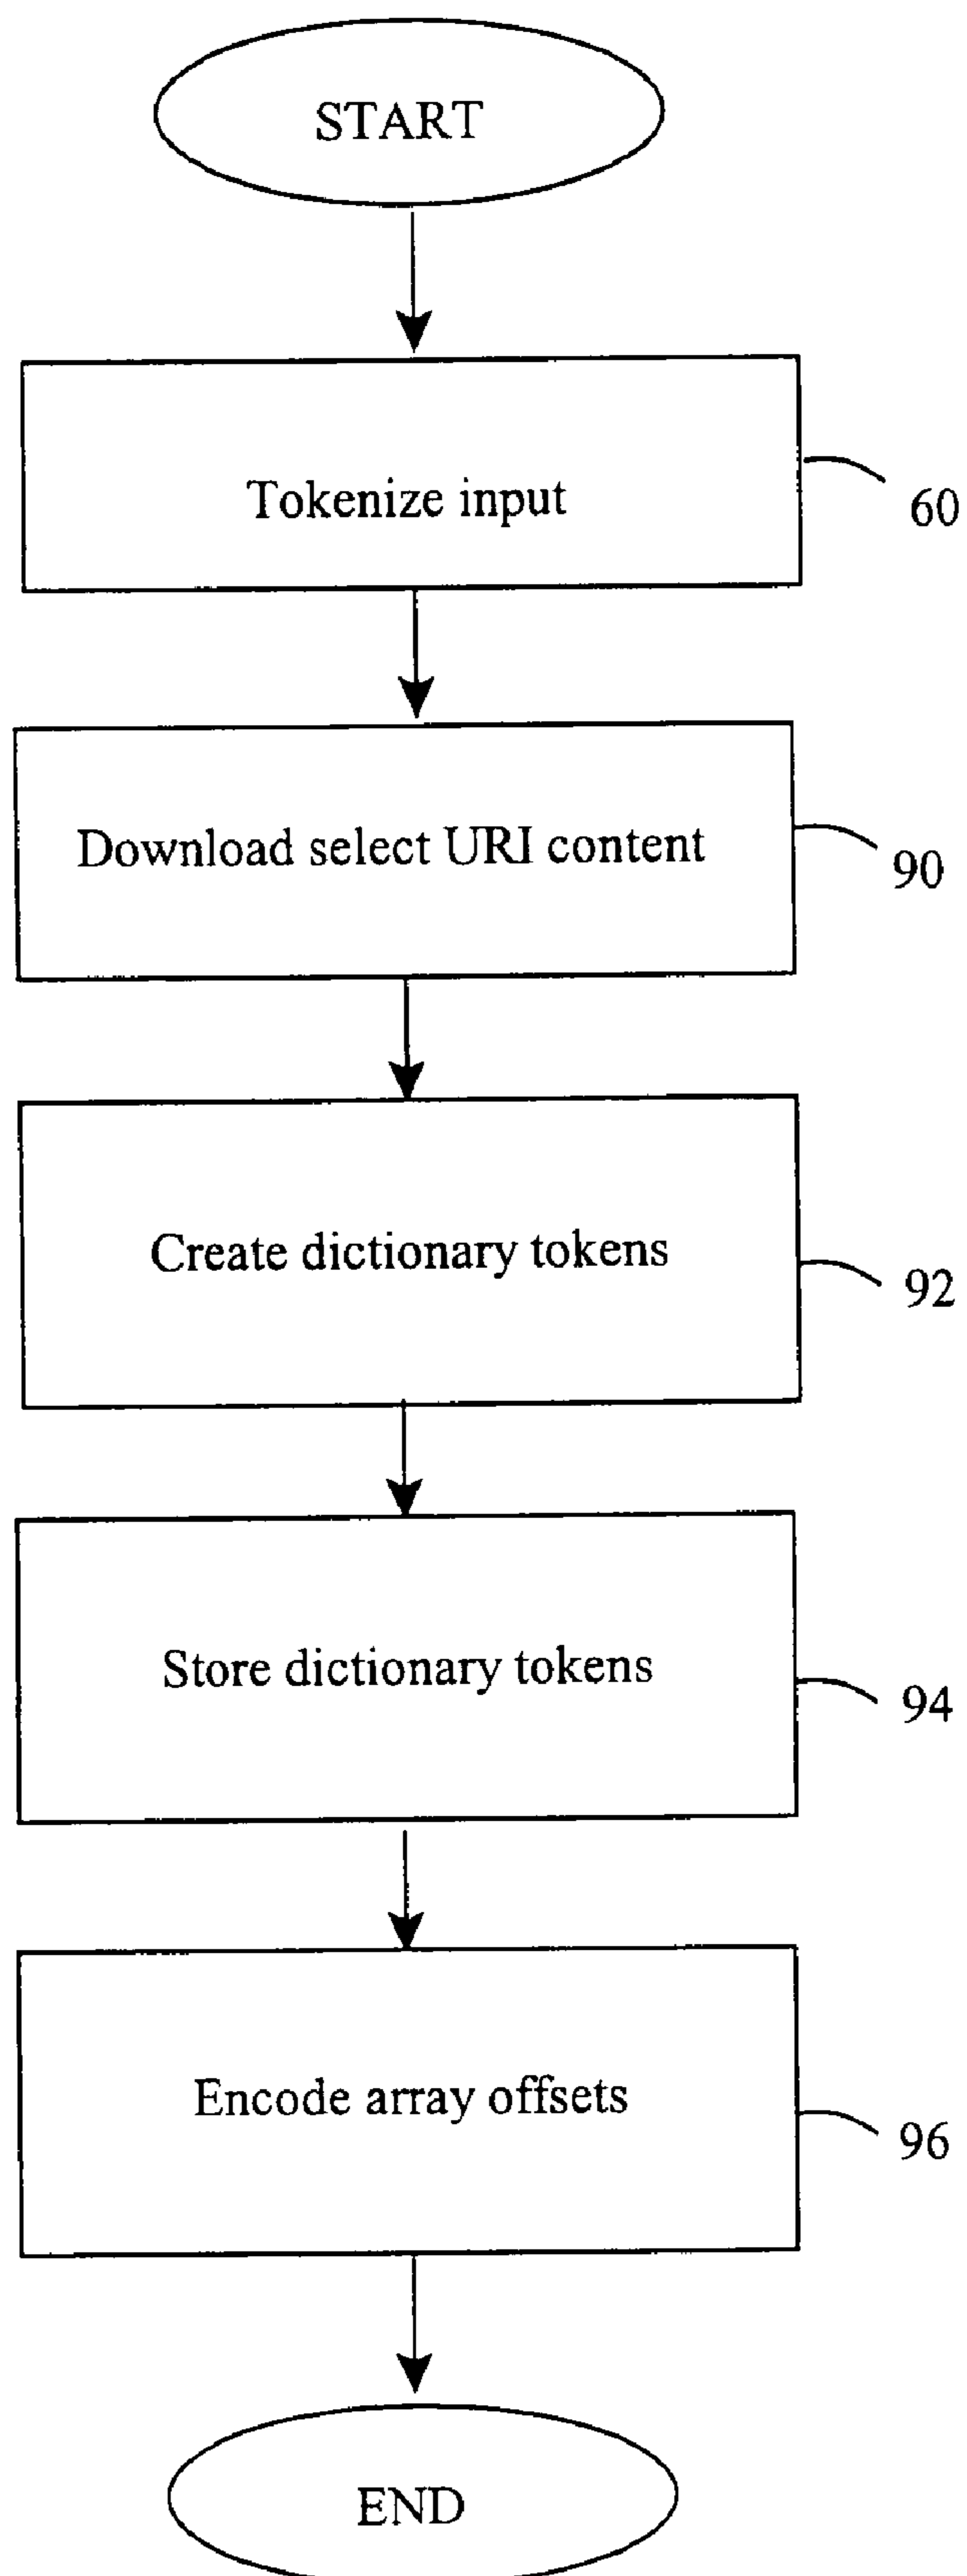 START
Tokenize input
60
Download select URI content
90
Create dictionary tokens
92
Store dictionary tokens
94
Encode array offsets
96
END